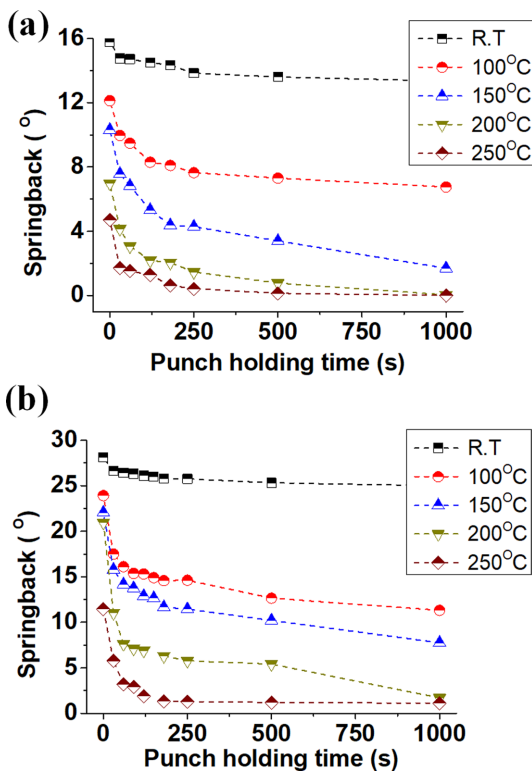 (a)
16
12
8
4
0
Springback ( °)
0 250 500 750 1000
Punch holding time (s)
R.T
100°C
150°C
200°C
250°C
(b)
30
25
20
15
10
5
0
Springback ( °)
0 250 500 750 1000
Punch holding time (s)
R.T
100°C
150°C
200°C
250°C